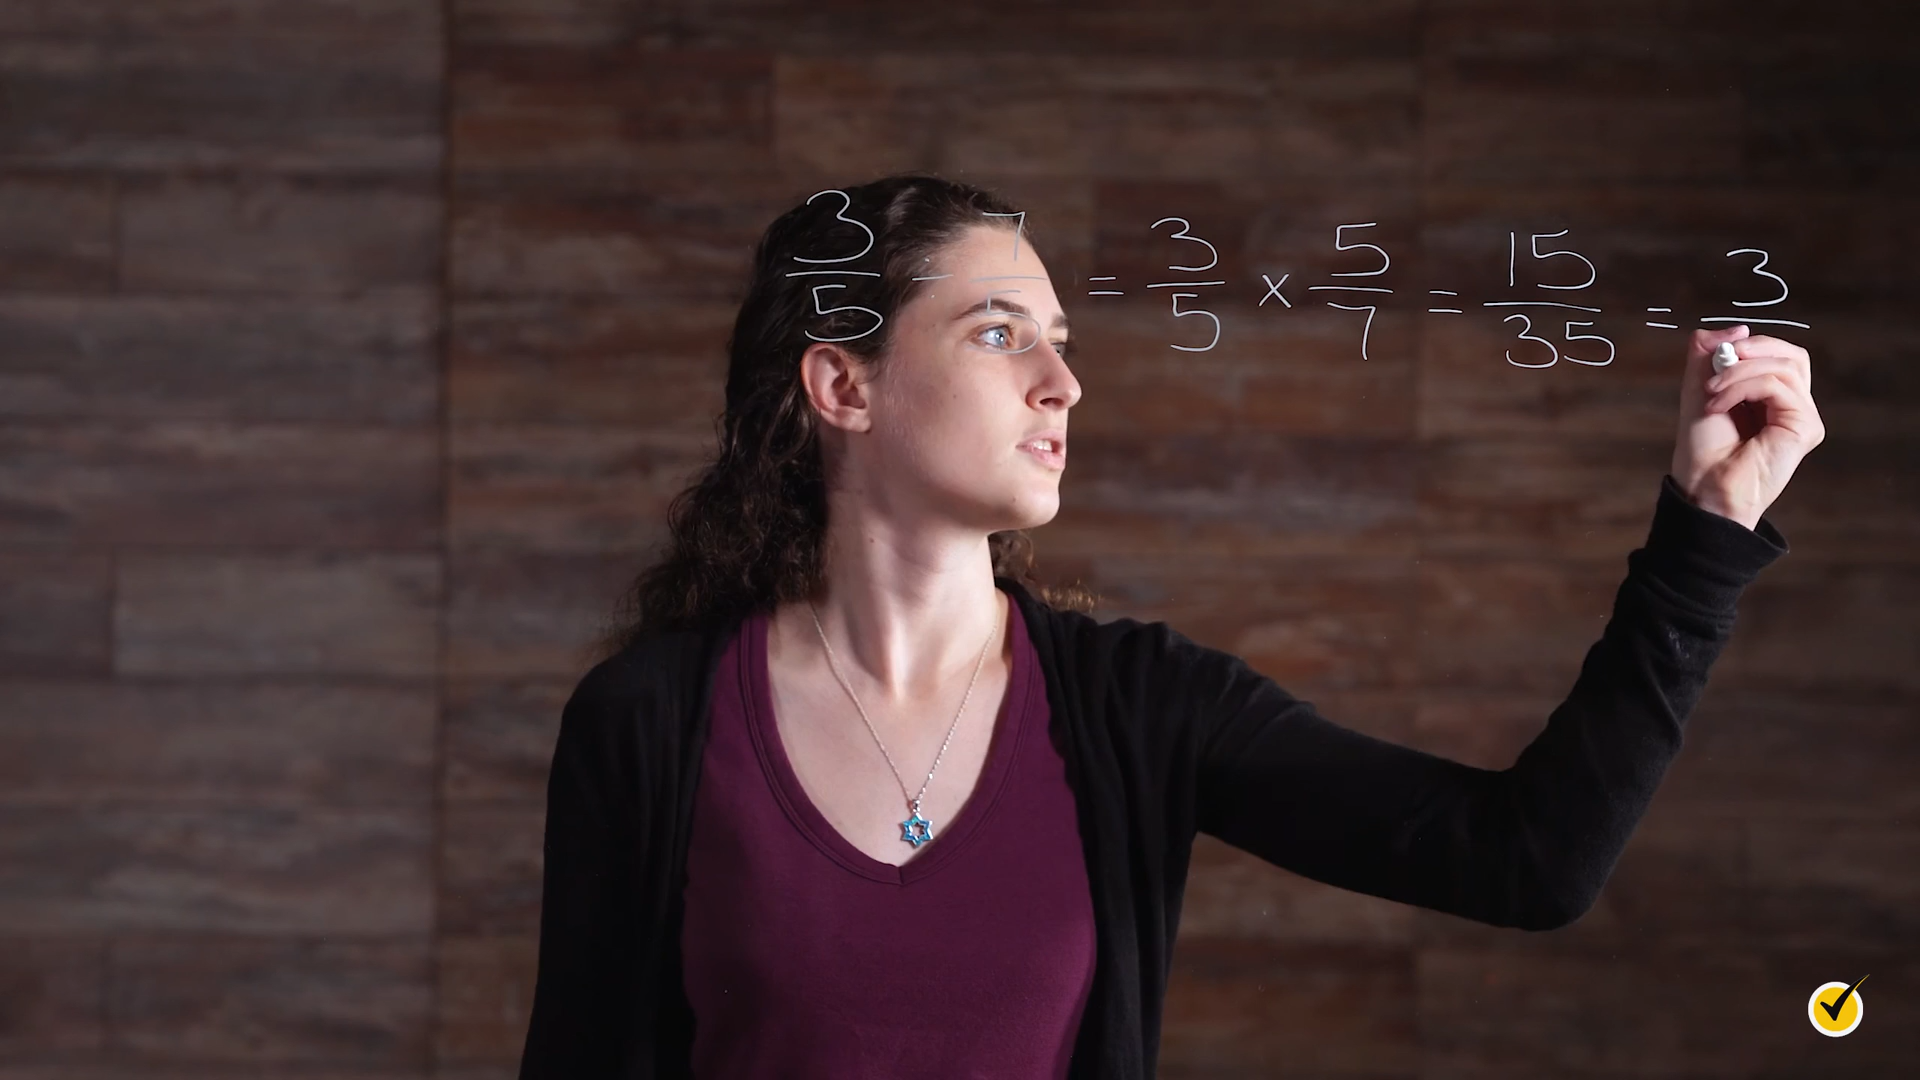 3/5 ÷ 7/5 = 3/5 × 5/7 = 15/35 = 3/